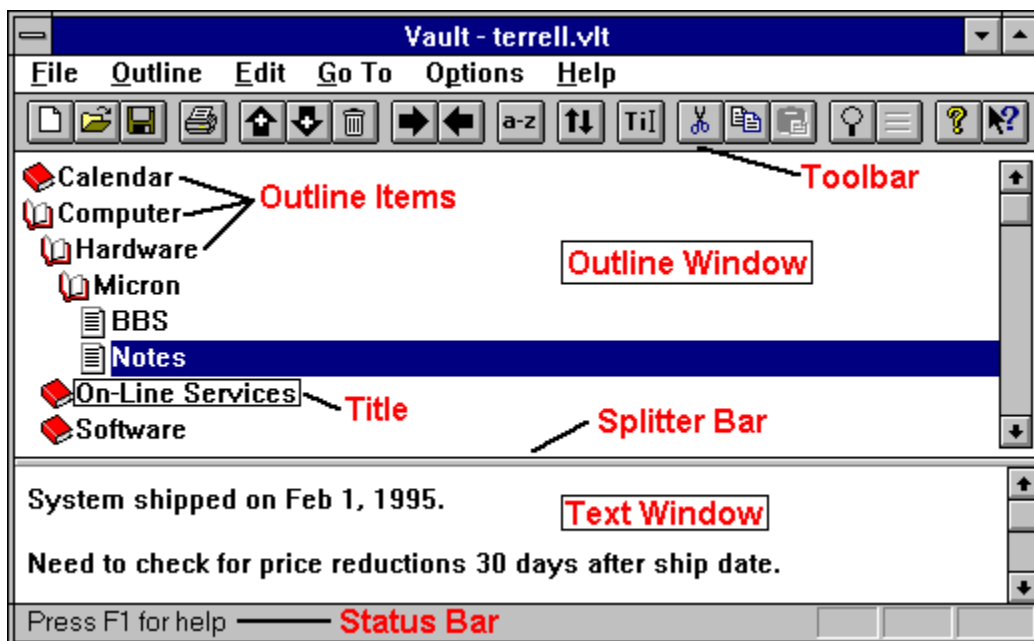 Vault - terrell.vlt
File Outline Edit Go To Options Help
a-z TiI ? ?
Calendar
Toolbar
Outline Items
Computer
Hardware
Outline Window
Micron
BBS
Notes
On-Line Services
Title
Software
Splitter Bar
System shipped on Feb 1, 1995.
Text Window
Need to check for price reductions 30 days after ship date.
Press F1 for help
Status Bar